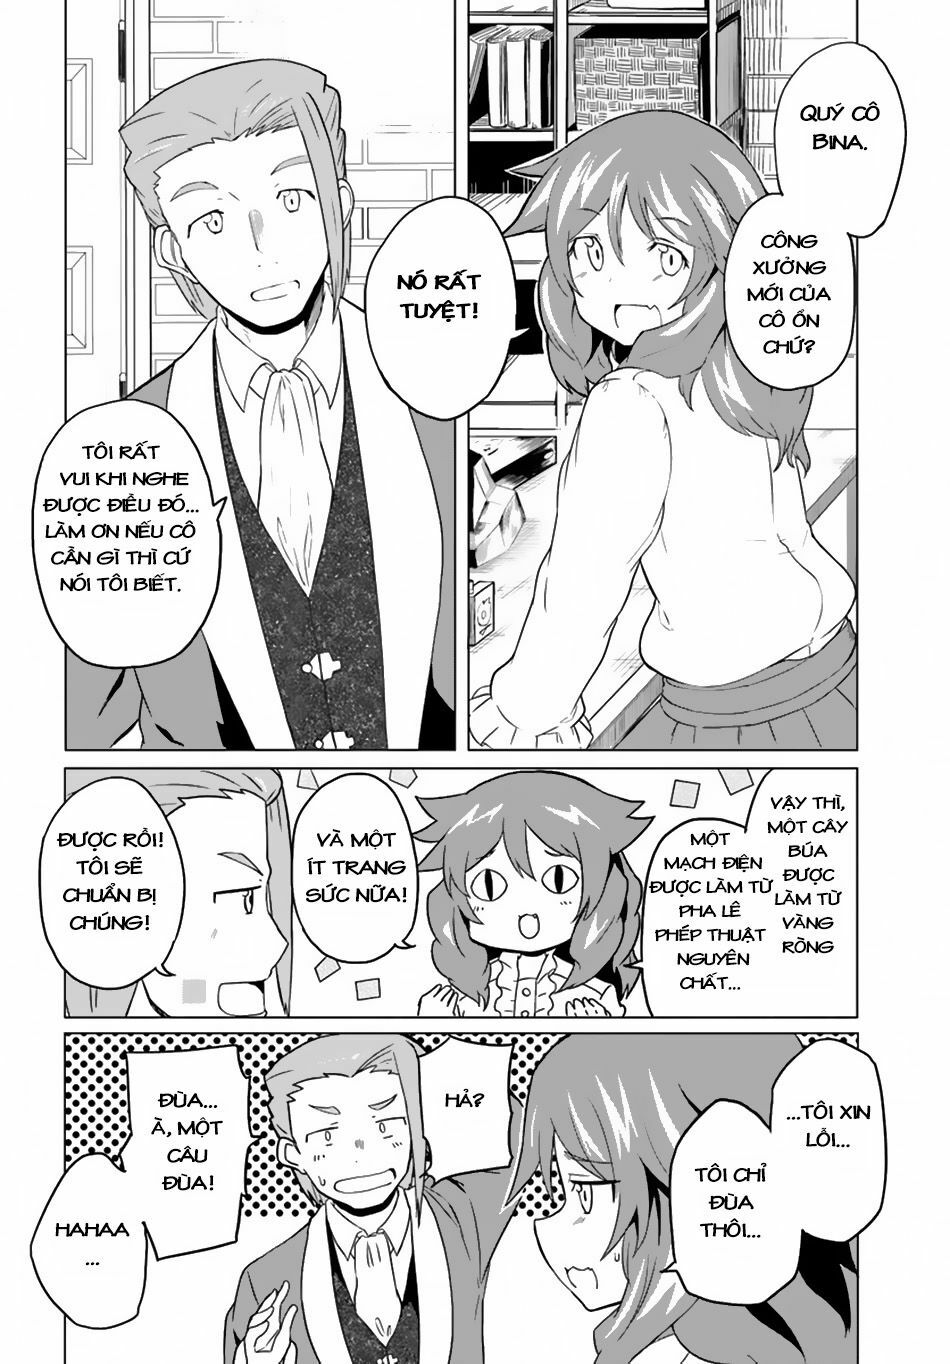 QUÝ CÔ
BINA.
CÔNG
XƯỞNG
MỚI CỦA
CÔ ỔN
CHỨ?
NÓ RẤT
TUYỆT!
TÔI RẤT
VUI KHI NGHE
ĐƯỢC ĐIỀU ĐÓ...
LÀM ƠN NẾU CÔ
CẦN GÌ THÌ CỨ
NÓI TÔI BIẾT.
VẬY THÌ,
MỘT CÂY
BÚA
ĐƯỢC
LÀM TỪ
VÀNG
RÒNG
MỘT
MẠCH ĐIỆN
ĐƯỢC LÀM TỪ
PHA LÊ
PHÉP THUẬT
NGUYÊN
CHẤT...
VÀ MỘT
ÍT TRANG
SỨC NỮA!
ĐƯỢC RỒI!
TÔI SẼ
CHUẨN BỊ
CHÚNG!
...TÔI XIN
LỖI...
TÔI CHỈ
ĐÙA
THÔI...
HẢ?
ĐÙA...
À, MỘT
CÂU
ĐÙA!
HAHAA
...